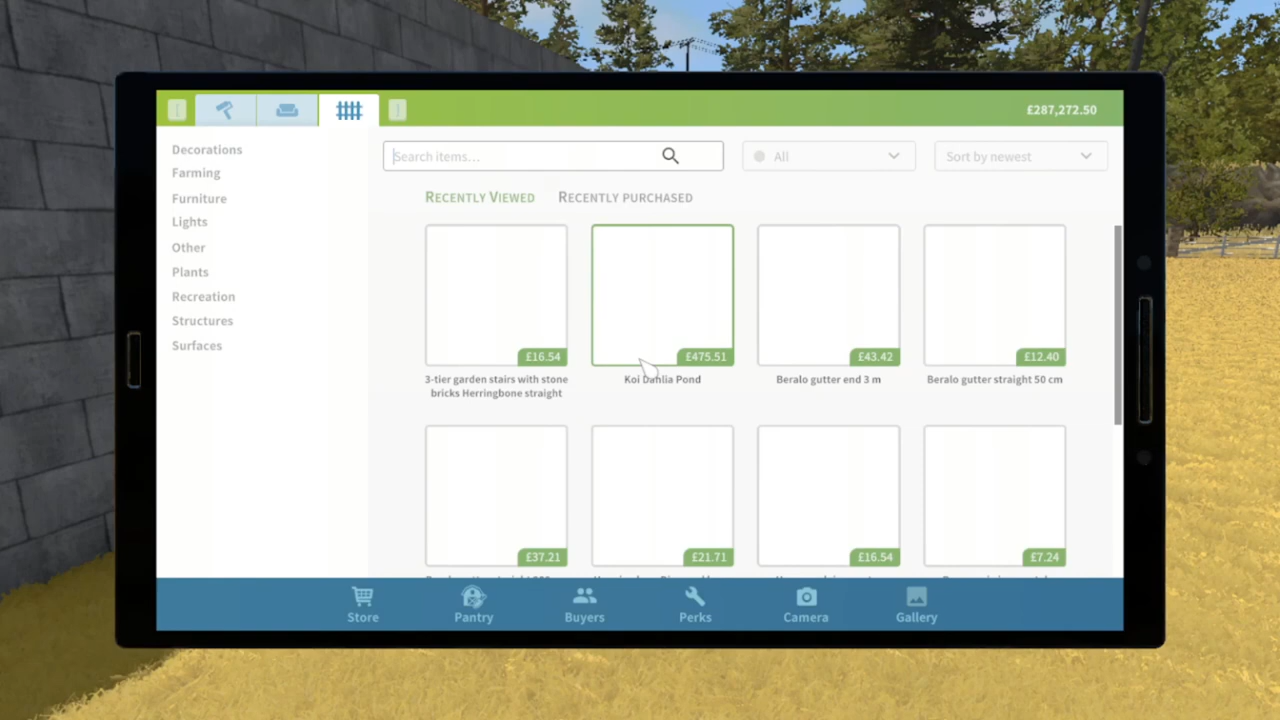 £287,272.50
Decorations
Farming
Furniture
Lights
Other
Plants
Recreation
Structures
Surfaces
Search items...
All
Sort by newest
Recently Viewed
Recently purchased
£16.54
£475.51
£43.42
£12.40
3-tier garden stairs with stone
bricks Herringbone straight
Koi Dahlia Pond
Beralo gutter end 3 m
Beralo gutter straight 50 cm
£37.21
£21.71
£16.54
£7.24
Store
Pantry
Buyers
Perks
Camera
Gallery